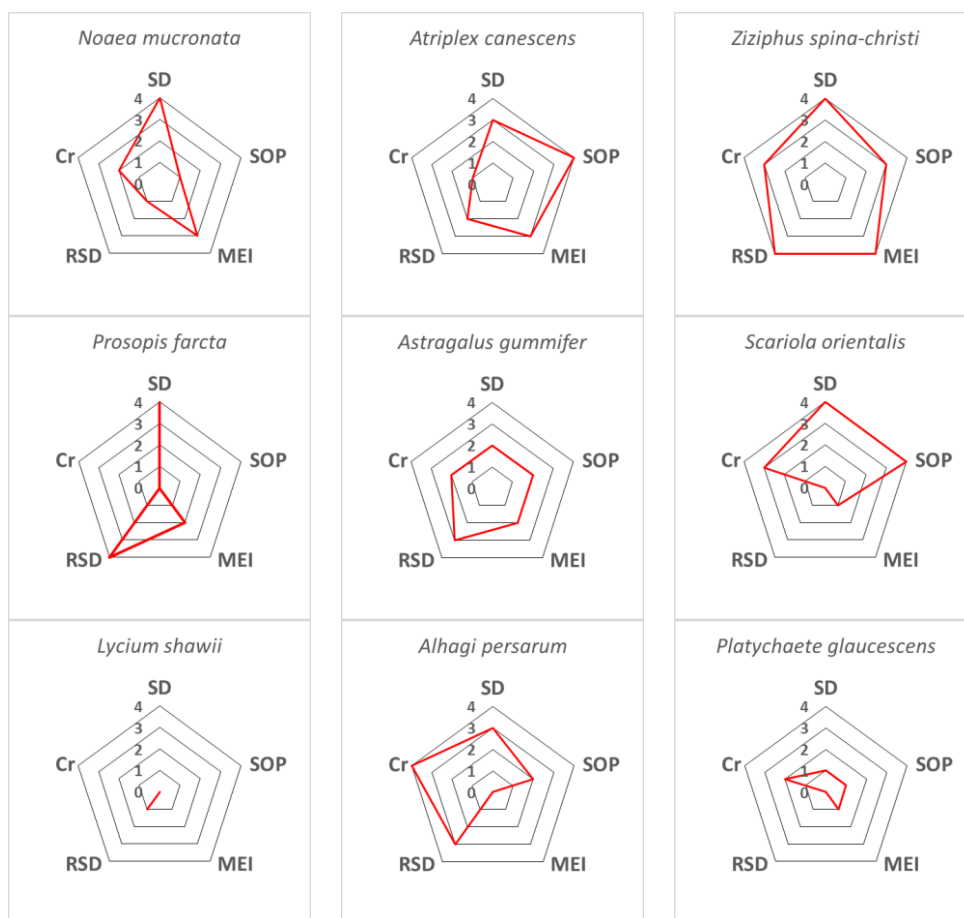 Noaea mucronata
SD
4
3
2
1
0
Cr
SOP
RSD
MEI
Atriplex canescens
SD
4
3
2
1
0
Cr
SOP
RSD
MEI
Ziziphus spina-christi
SD
4
3
2
1
0
Cr
SOP
RSD
MEI
Prosopis farcta
SD
4
3
2
1
0
Cr
SOP
RSD
MEI
Astragalus gummifer
SD
4
3
2
1
0
Cr
SOP
RSD
MEI
Scariola orientalis
SD
4
3
2
1
0
Cr
SOP
RSD
MEI
Lycium shawii
SD
4
3
2
1
0
Cr
SOP
RSD
MEI
Alhagi persarum
SD
4
3
2
1
0
Cr
SOP
RSD
MEI
Platychaete glaucescens
SD
4
3
2
1
0
Cr
SOP
RSD
MEI